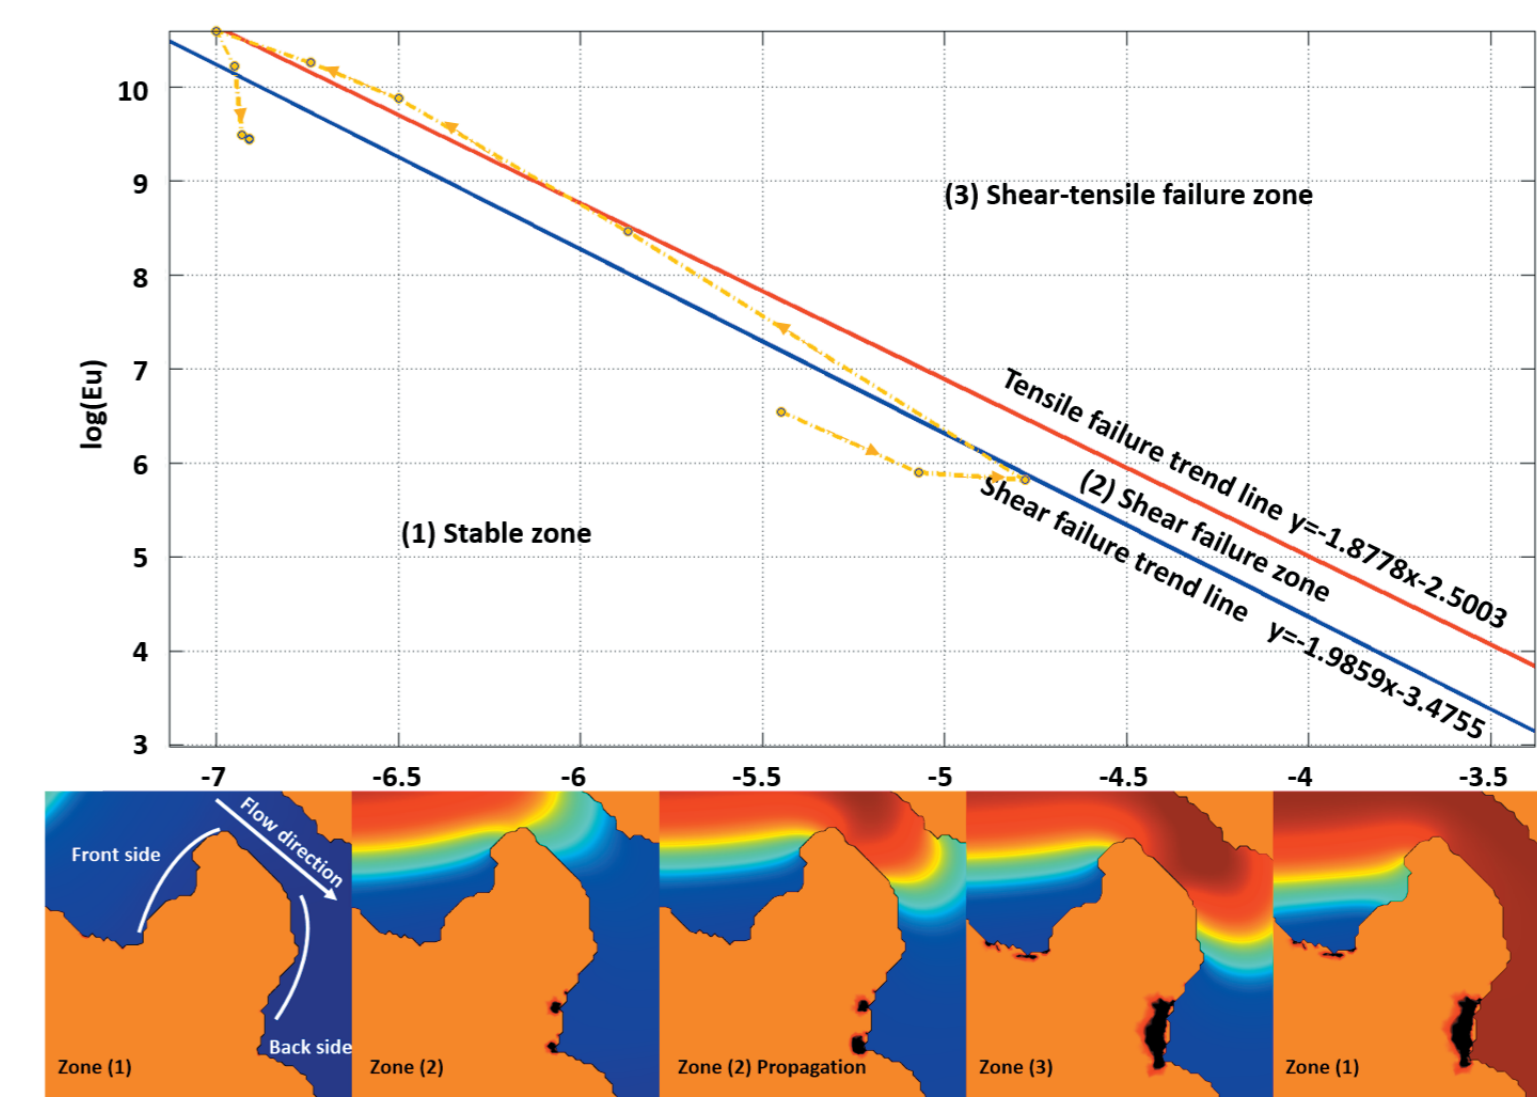 10
9
8
7
6
5
4
3
log(Eu)
(3) Shear-tensile failure zone
Tensile failure trend line y=-1.8778x-2.5003
(2) Shear failure zone
Shear failure trend line y=-1.9859x-3.4755
(1) Stable zone
-7 -6.5 -6 -5.5 -5 -4.5 -4 -3.5
Flow direction
Front side
Back side
Zone (1)
Zone (2)
Zone (2) Propagation
Zone (3)
Zone (1)